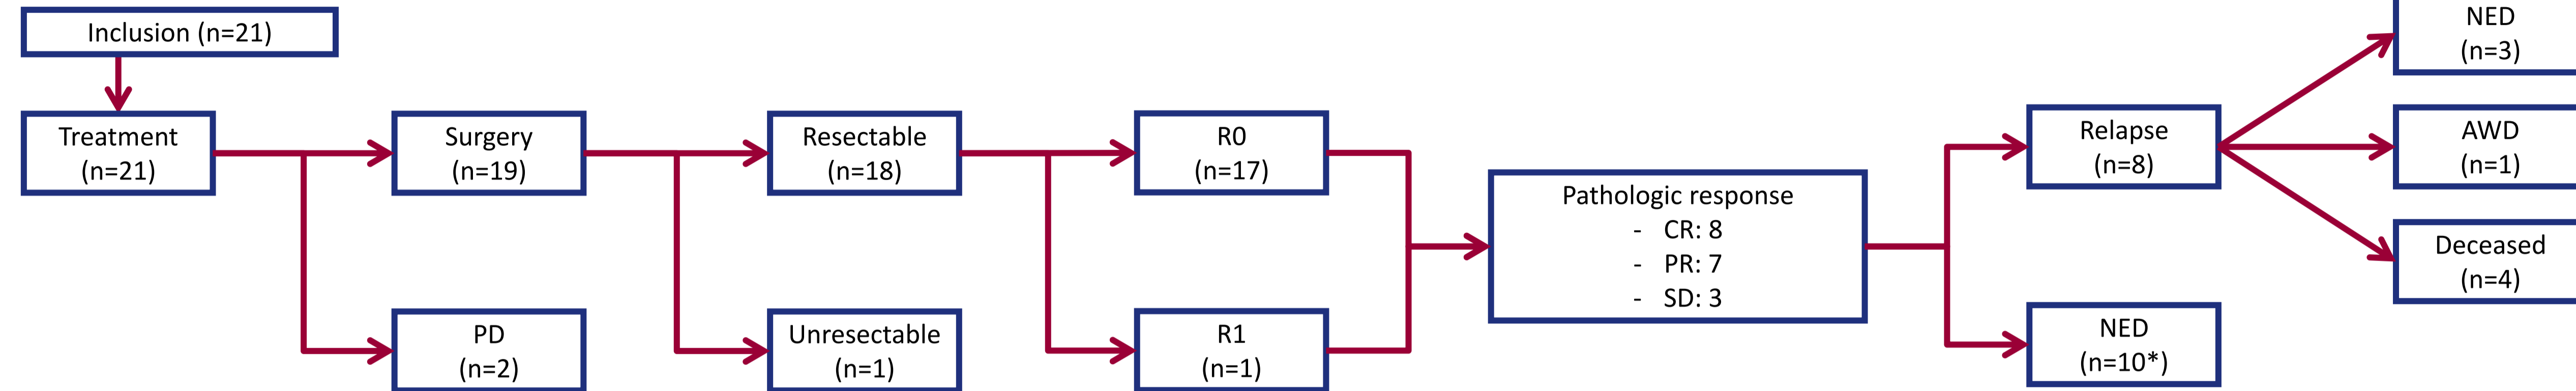 Inclusion (n=21)
Treatment
(n=21)
Surgery
(n=19)
PD
(n=2)
Resectable
(n=18)
Unresectable
(n=1)
R0
(n=17)
R1
(n=1)
Pathologic response
- CR: 8
- PR: 7
- SD: 3
Relapse
(n=8)
NED
(n=10*)
NED
(n=3)
AWD
(n=1)
Deceased
(n=4)